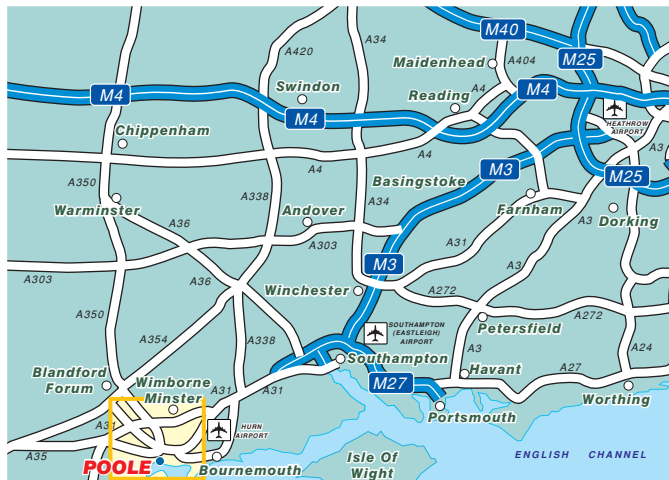 M40
A420
A34
M25
Maidenhead
A404
Swindon
M4
M4
Reading
A4
M4
HEATHROW
AIRPORT
Chippenham
A4
A3
M3
A4
M25
A350
A338
Basingstoke
Warminster
A34
Farnham
A36
Andover
A3
Dorking
A303
A31
M3
A3
A303
A36
Winchester
A272
A350
SOUTHAMPTON
(EASTLEIGH)
AIRPORT
Petersfield
A272
A354
A338
A3
A24
Southampton
Blandford
Forum
Havant
A27
Wimborne
Minster
A31
A31
M27
Worthing
Portsmouth
A31
HURN
AIRPORT
A35
POOLE
Bournemouth
Isle Of
Wight
ENGLISH CHANNEL